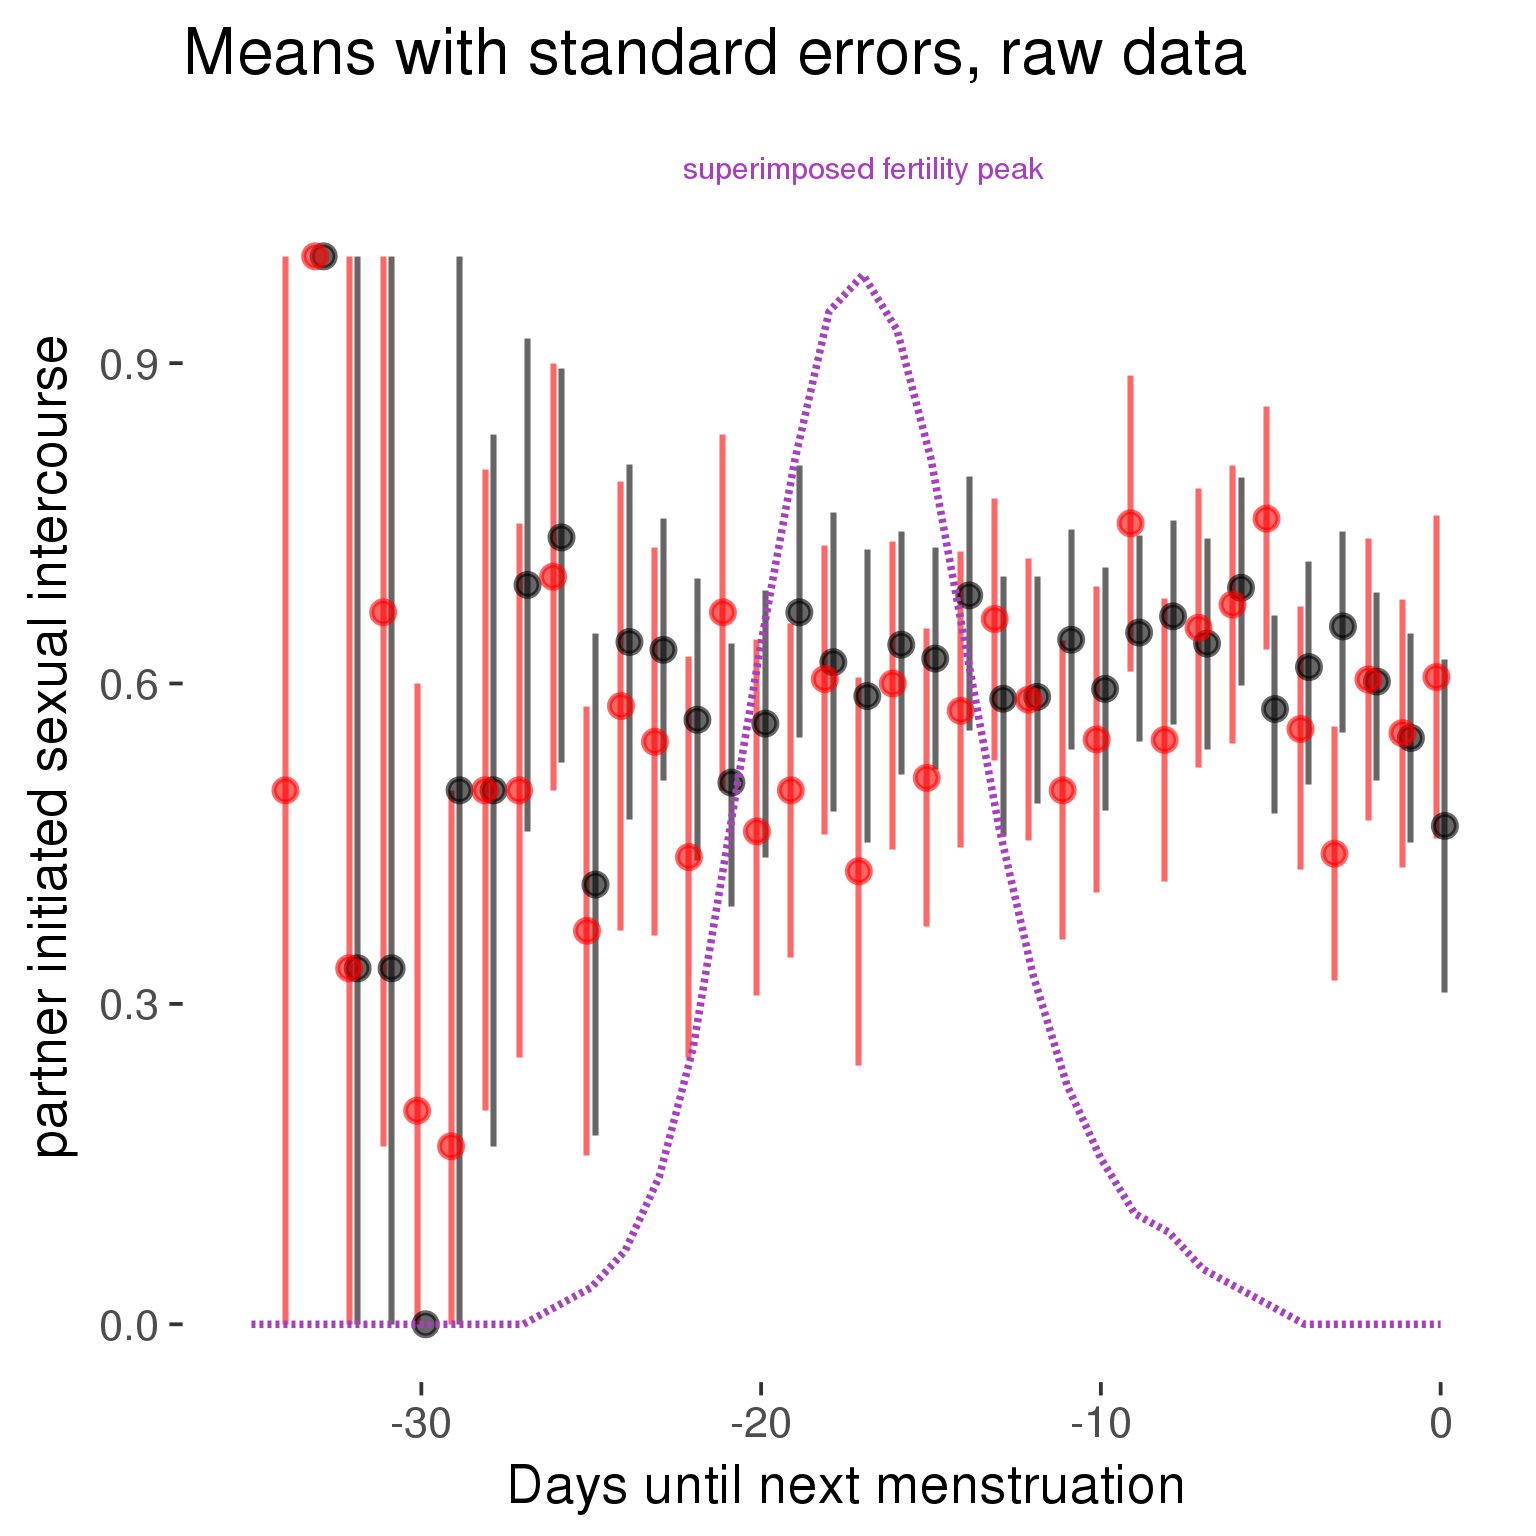 Means with standard errors, raw data
superimposed fertility peak
partner initiated sexual intercourse
0.9
0.6
0.3
0.0
-30
-20
-10
0
Days until next menstruation